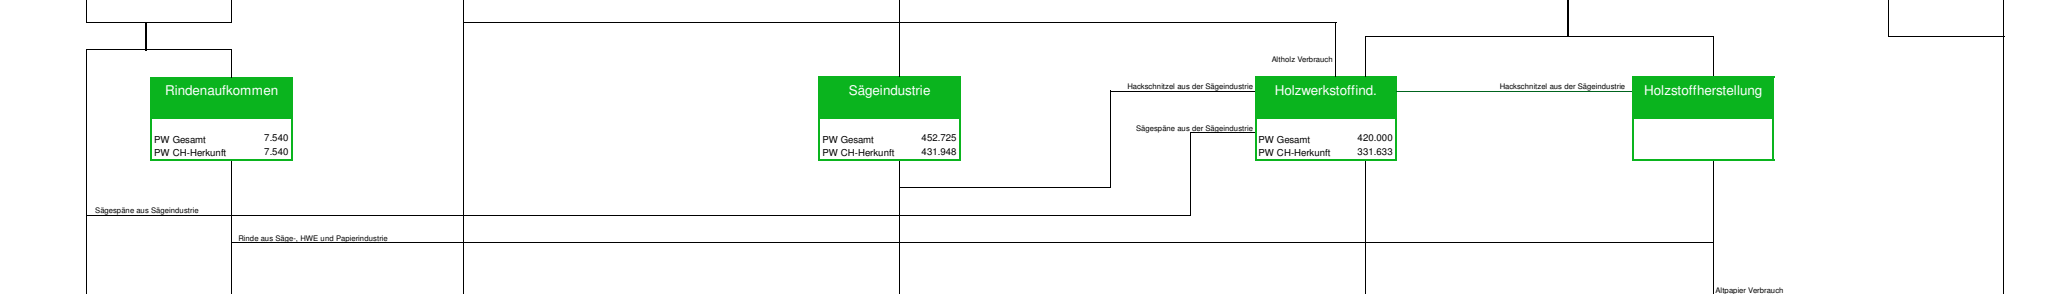 Altholz Verbrauch
Rindenaufkommen
PW Gesamt 7.540
PW CH-Herkunft 7.540
Sägeindustrie
PW Gesamt 452.725
PW CH-Herkunft 431.948
Hackschnitzel aus der Sägeindustrie
Sägespäne aus der Sägeindustrie
Holzwerkstoffind.
PW Gesamt 420.000
PW CH-Herkunft 331.633
Hackschnitzel aus der Sägeindustrie
Holzstoffherstellung
Sägespäne aus Sägeindustrie
Rinde aus Säge-, HWE und Papierindustrie
Altpapier Verbrauch